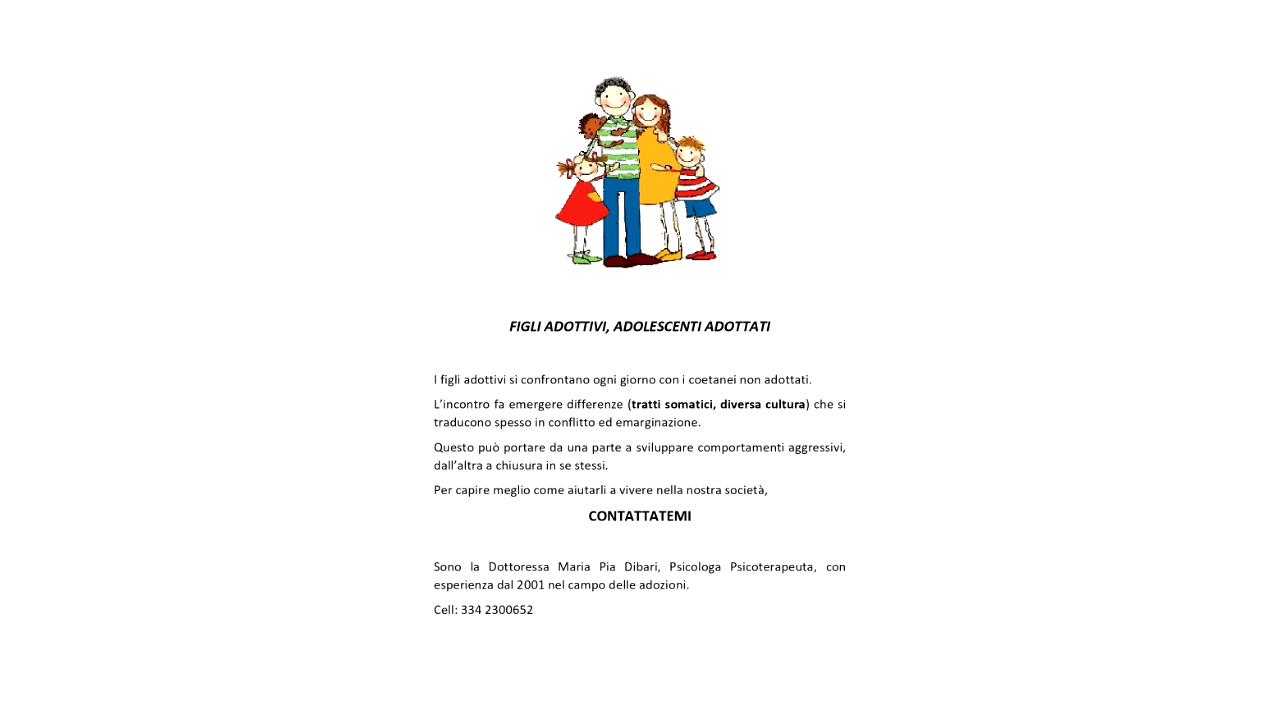 FIGLI ADOTTIVI, ADOLESCENTI ADOTTATI
I figli adottivi si confrontano ogni giorno con i coetanei non adottati.
L’incontro fa emergere differenze (tratti somatici, diversa cultura) che si
traducono spesso in conflitto ed emarginazione.
Questo può portare da una parte a sviluppare comportamenti aggressivi,
dall’altra a chiusura in se stessi.
Per capire meglio come aiutarli a vivere nella nostra società,
CONTATTATEMI
Sono la Dottoressa Maria Pia Dibari, Psicologa Psicoterapeuta, con
esperienza dal 2001 nel campo delle adozioni.
Cell: 334 2300652